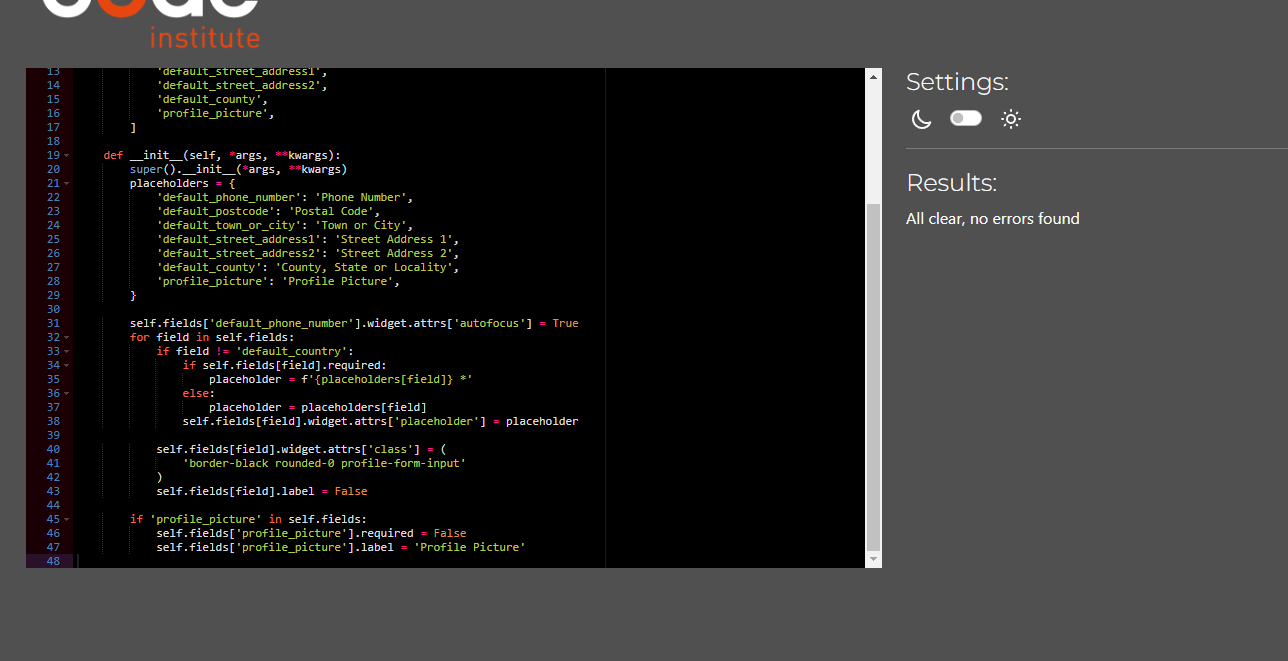 code
institute
13 'default_street_address1',
14 'default_street_address2',
15 'default_county',
16 'profile_picture',
17 ]
18
19 def __init__(self, *args, **kwargs):
20 super().__init__(*args, **kwargs)
21 placeholders = {
22 'default_phone_number': 'Phone Number',
23 'default_postcode': 'Postal Code',
24 'default_town_or_city': 'Town or City',
25 'default_street_address1': 'Street Address 1',
26 'default_street_address2': 'Street Address 2',
27 'default_county': 'County, State or Locality',
28 'profile_picture': 'Profile Picture',
29 }
30
31 self.fields['default_phone_number'].widget.attrs['autofocus'] = True
32 for field in self.fields:
33 if field != 'default_country':
34 if self.fields[field].required:
35 placeholder = f'{placeholders[field]} *'
36 else:
37 placeholder = placeholders[field]
38 self.fields[field].widget.attrs['placeholder'] = placeholder
39
40 self.fields[field].widget.attrs['class'] = (
41 'border-black rounded-0 profile-form-input'
42 )
43 self.fields[field].label = False
44
45 if 'profile_picture' in self.fields:
46 self.fields['profile_picture'].required = False
47 self.fields['profile_picture'].label = 'Profile Picture'
48
Settings:
Results:
All clear, no errors found